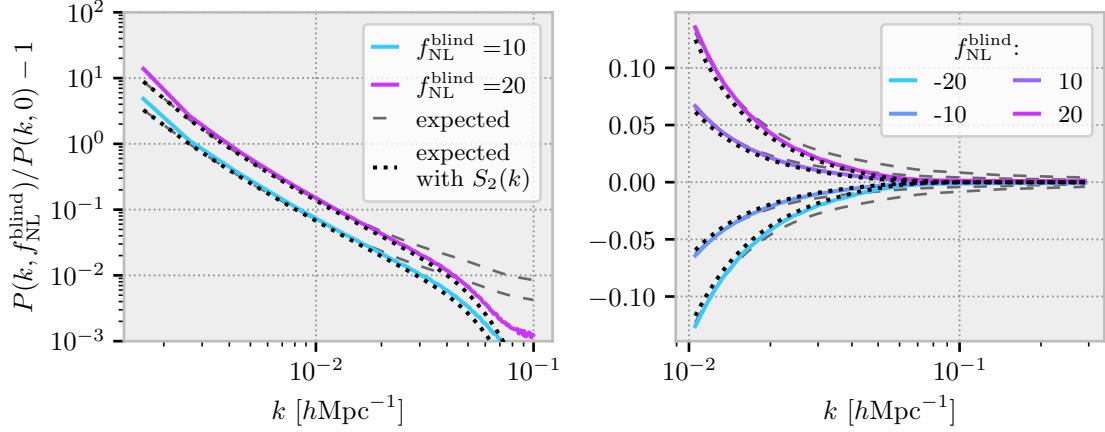 P(k, f_NL^blind)/P(k, 0) − 1
10^2
10^1
10^0
10^−1
10^−2
10^−3
10^−2
10^−1
k [hMpc^−1]
f_NL^blind =10
f_NL^blind =20
expected
expected
with S_2(k)
0.10
0.05
0.00
−0.05
−0.10
10^−2
10^−1
k [hMpc^−1]
f_NL^blind:
-20 10
-10 20